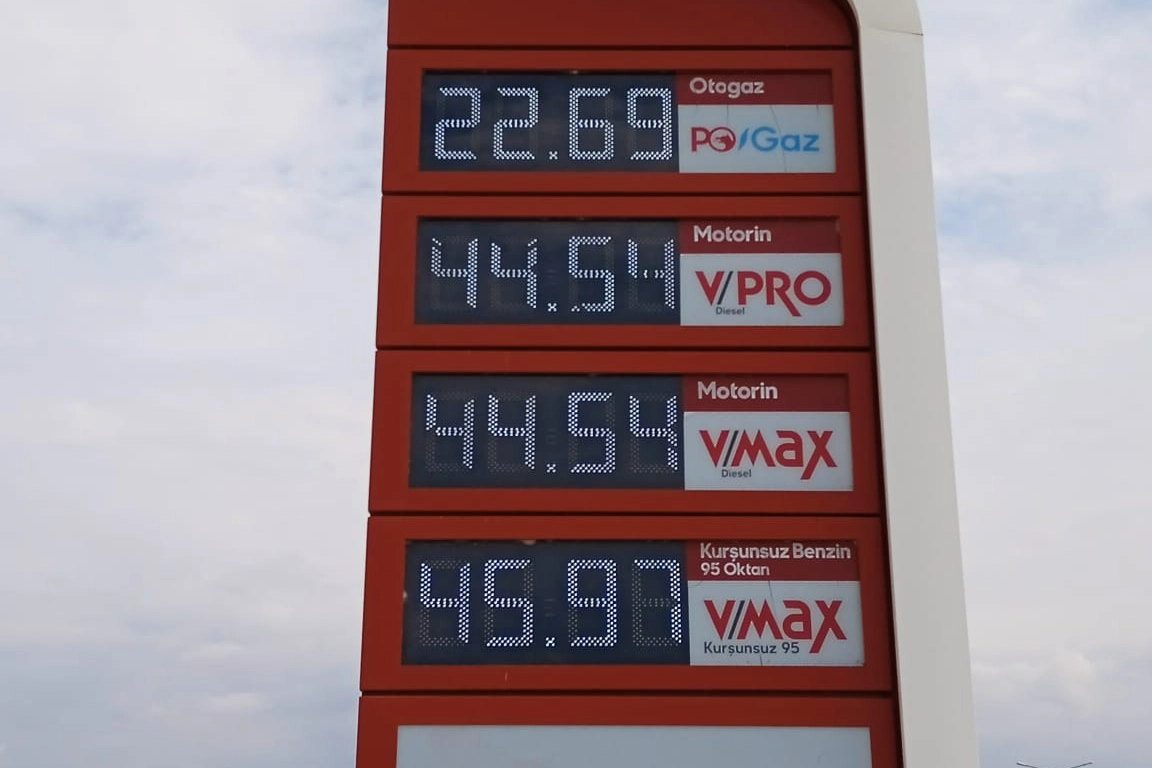 22.69
Otogaz
PO/Gaz
44.54
Motorin
V/PRO
Diesel
44.54
Motorin
V/Max
Diesel
45.97
Kurşunsuz Benzin
95 Oktan
V/Max
Kurşunsuz 95